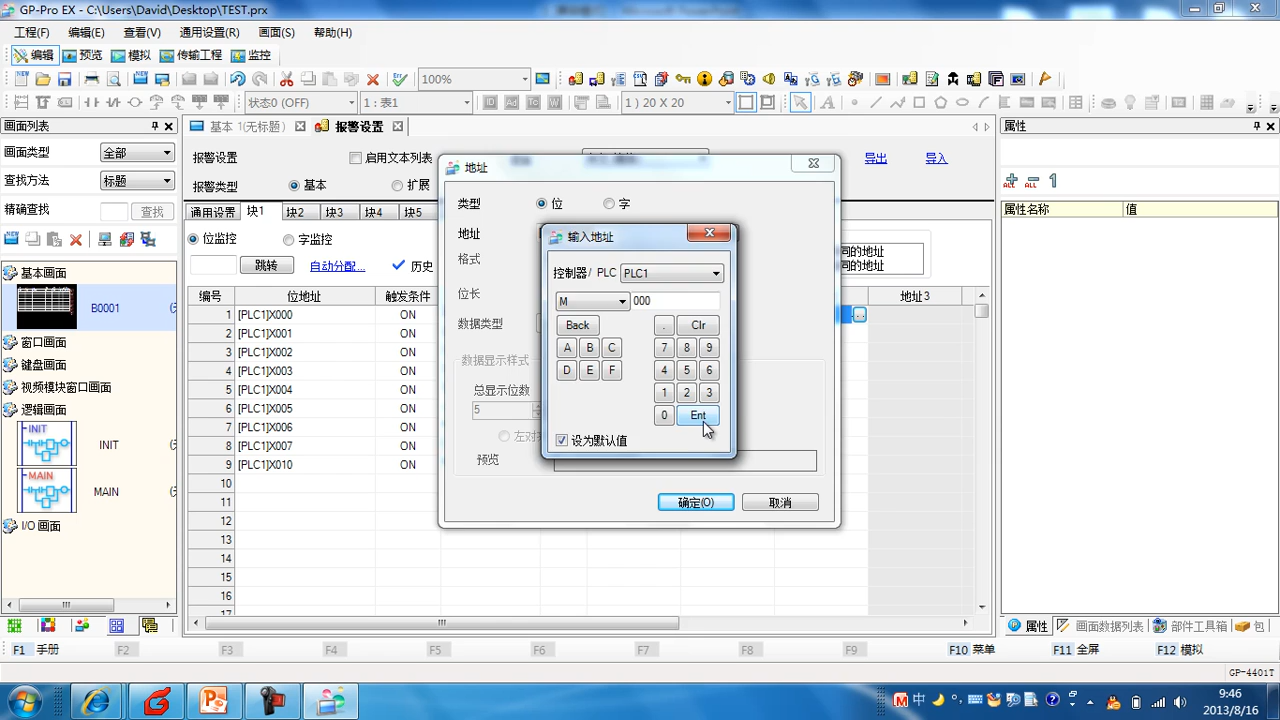 GP-Pro EX - C:\Users\David\Desktop\TEST.prx
工程(F) 编辑(E) 查看(V) 通用设置(R) 画面(S) 帮助(H)
编辑 预览 模拟 传输工程 监控
100%
状态0 (OFF) 1 : 表1 1 ) 20 X 20
画面列表
基本 1(无标题) 报警设置
属性
画面类型 全部
查找方法 标题
精确查找 查找
报警设置 启用文本列表 导出 导入
报警类型 基本 扩展
通用设置 块1 块2 块3 块4 块5
位监控 字监控
跳转 自动分配... 历史
同的地址
同的地址
编号 位地址 触发条件 地址3
1 [PLC1]X000 ON
2 [PLC1]X001 ON
3 [PLC1]X002 ON
4 [PLC1]X003 ON
5 [PLC1]X004 ON
6 [PLC1]X005 ON
7 [PLC1]X006 ON
8 [PLC1]X007 ON
9 [PLC1]X010 ON
10
11
12
13
14
15
16
17
基本画面
B0001
窗口画面
键盘画面
视频模块窗口画面
逻辑画面
INIT INIT
MAIN MAIN
I/O 画面
地址
类型 位 字
地址
格式
位长
数据类型
数据显示样式
总显示位数
5
左对
预览
确定(O) 取消
输入地址
控制器/ PLC PLC1
M 000
Back . Clr
A B C 7 8 9
D E F 4 5 6
1 2 3
0 Ent
设为默认值
属性名称 值
属性 画面数据列表 部件工具箱 包
F1 手册 F2 F3 F4 F5 F6 F7 F8 F9 F10 菜单 F11 全屏 F12 模拟
GP-4401T
中
9:46
2013/8/16